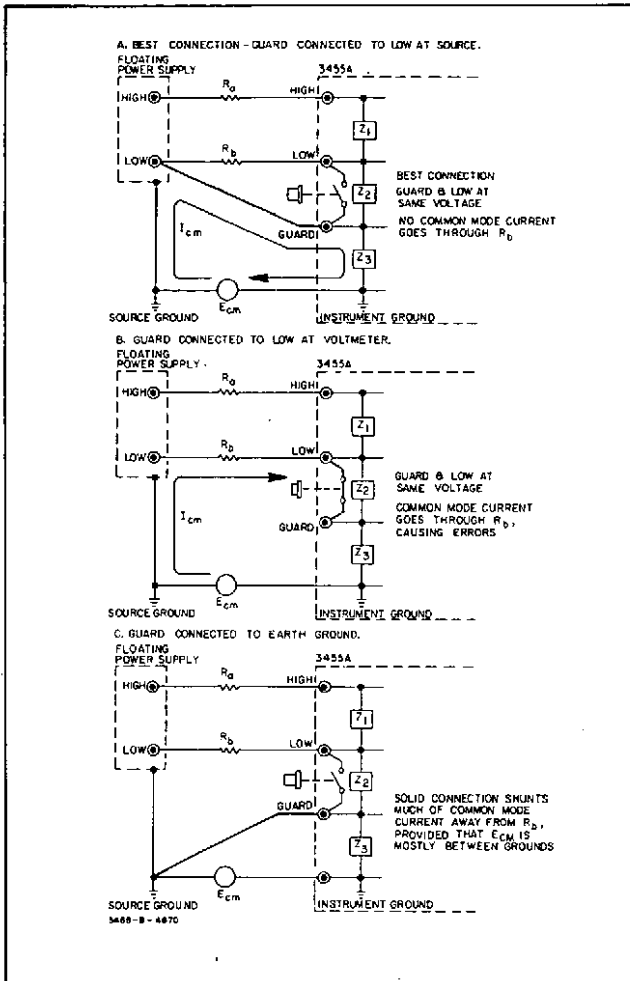 A. BEST CONNECTION - GUARD CONNECTED TO LOW AT SOURCE.
FLOATING
POWER SUPPLY
3455A
HIGH
Ra
HIGH
Z1
LOW
Rb
LOW
BEST CONNECTION
Z2
GUARD & LOW AT
SAME VOLTAGE
NO COMMON MODE CURRENT
GOES THROUGH Rb
GUARD
Icm
Z3
Ecm
SOURCE GROUND
INSTRUMENT GROUND
B. GUARD CONNECTED TO LOW AT VOLTMETER.
FLOATING
POWER SUPPLY
3455A
HIGH
Ra
HIGH
Z1
LOW
Rb
LOW
GUARD & LOW AT
SAME VOLTAGE
Z2
COMMON MODE CURRENT
GOES THROUGH Rb,
CAUSING ERRORS
Icm
GUARD
Z3
Ecm
SOURCE GROUND
INSTRUMENT GROUND
C. GUARD CONNECTED TO EARTH GROUND.
FLOATING
POWER SUPPLY
3455A
HIGH
Ra
HIGH
Z1
LOW
Rb
LOW
Z2
GUARD
SOLID CONNECTION SHUNTS
MUCH OF COMMON MODE
CURRENT AWAY FROM Rb,
PROVIDED THAT ECM IS
MOSTLY BETWEEN GROUNDS
Z3
Ecm
SOURCE GROUND
INSTRUMENT GROUND